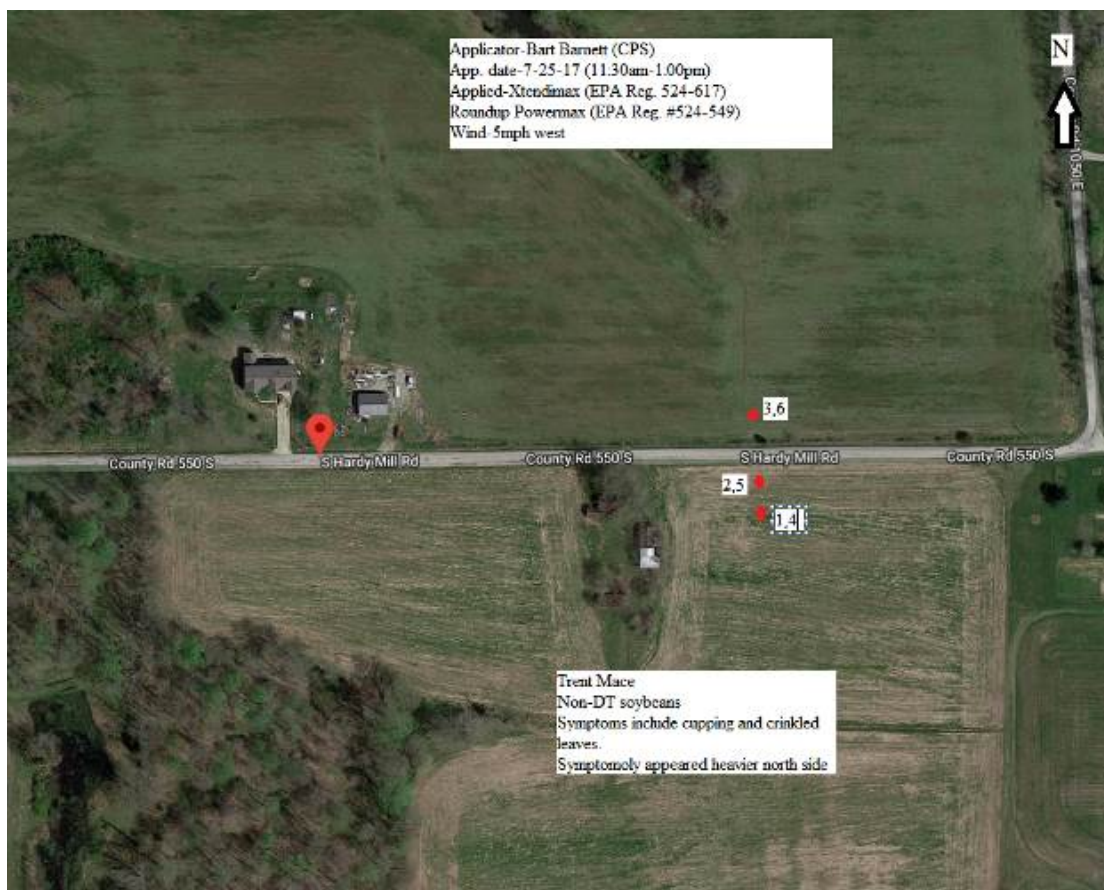 Applicator-Bart Barnett (CPS)
App. date-7-25-17 (11.30am-1.00pm)
Applied-Xtendimax (EPA Reg. 524-617)
Roundup Powermax (EPA Reg. #524-549)
Wind-5mph west
N
1050 E
3,6
County Rd 550 S
S Hardy Mill Rd
County Rd 550 S
S Hardy Mill Rd
County Rd 550 S
2,5
1,4
Trent Mace
Non-DT soybeans
Symptoms include cupping and crinkled
leaves.
Symptomoly appeared heavier north side